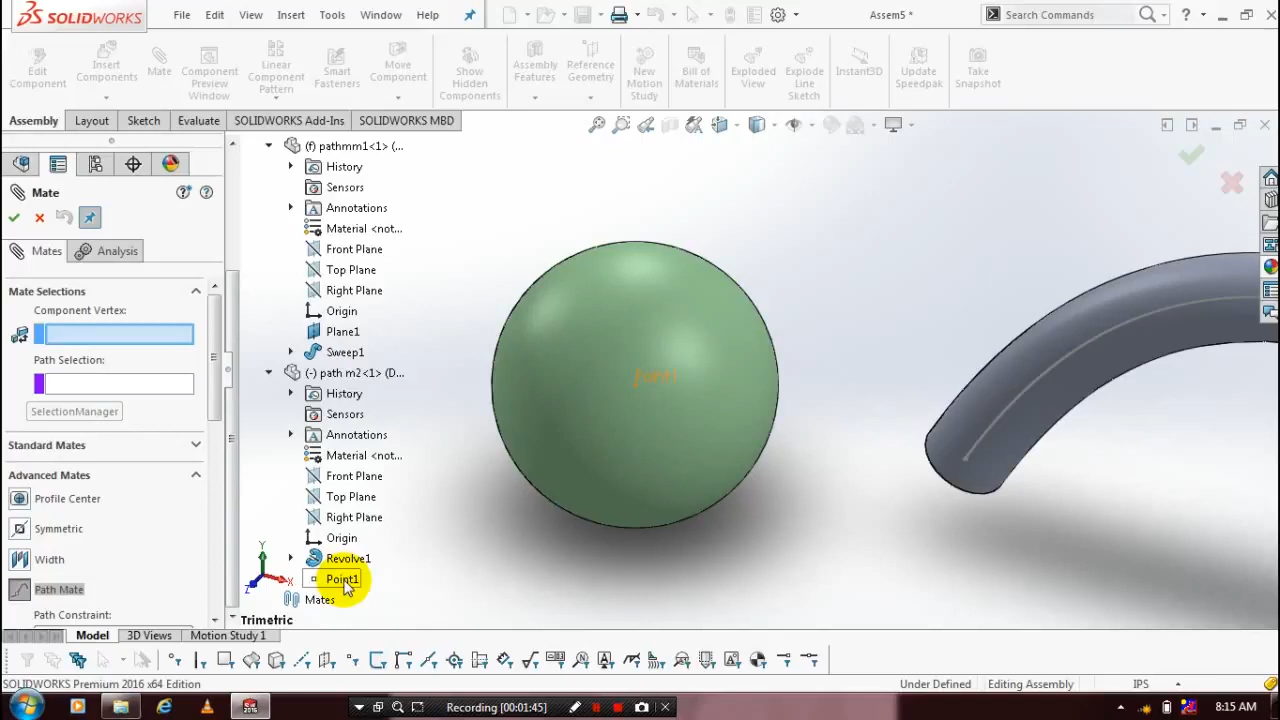 SOLIDWORKS File Edit View Insert Tools Window Help Assem5 * Search Commands ?
Edit Component
Insert Components
Mate
Component Preview Window
Linear Component Pattern
Smart Fasteners
Move Component
Show Hidden Components
Assembly Features
Reference Geometry
New Motion Study
Bill of Materials
Exploded View
Explode Line Sketch
Instant3D
Update Speedpak
Take Snapshot
Assembly Layout Sketch Evaluate SOLIDWORKS Add-Ins SOLIDWORKS MBD
Mate
Mates Analysis
Mate Selections
Component Vertex:
Path Selection:
SelectionManager
Standard Mates
Advanced Mates
Profile Center
Symmetric
Width
Path Mate
Path Constraint:
(f) pathmm1<1> (...
History
Sensors
Annotations
Material <not...
Front Plane
Top Plane
Right Plane
Origin
Plane1
Sweep1
(-) path m2<1> (D...
History
Sensors
Annotations
Material <not...
Front Plane
Top Plane
Right Plane
Origin
Revolve1
Point1
Mates
Y
X
Z
Trimetric
Model 3D Views Motion Study 1
SOLIDWORKS Premium 2016 x64 Edition Under Defined Editing Assembly IPS
Recording [00:01:45] 8:15 AM